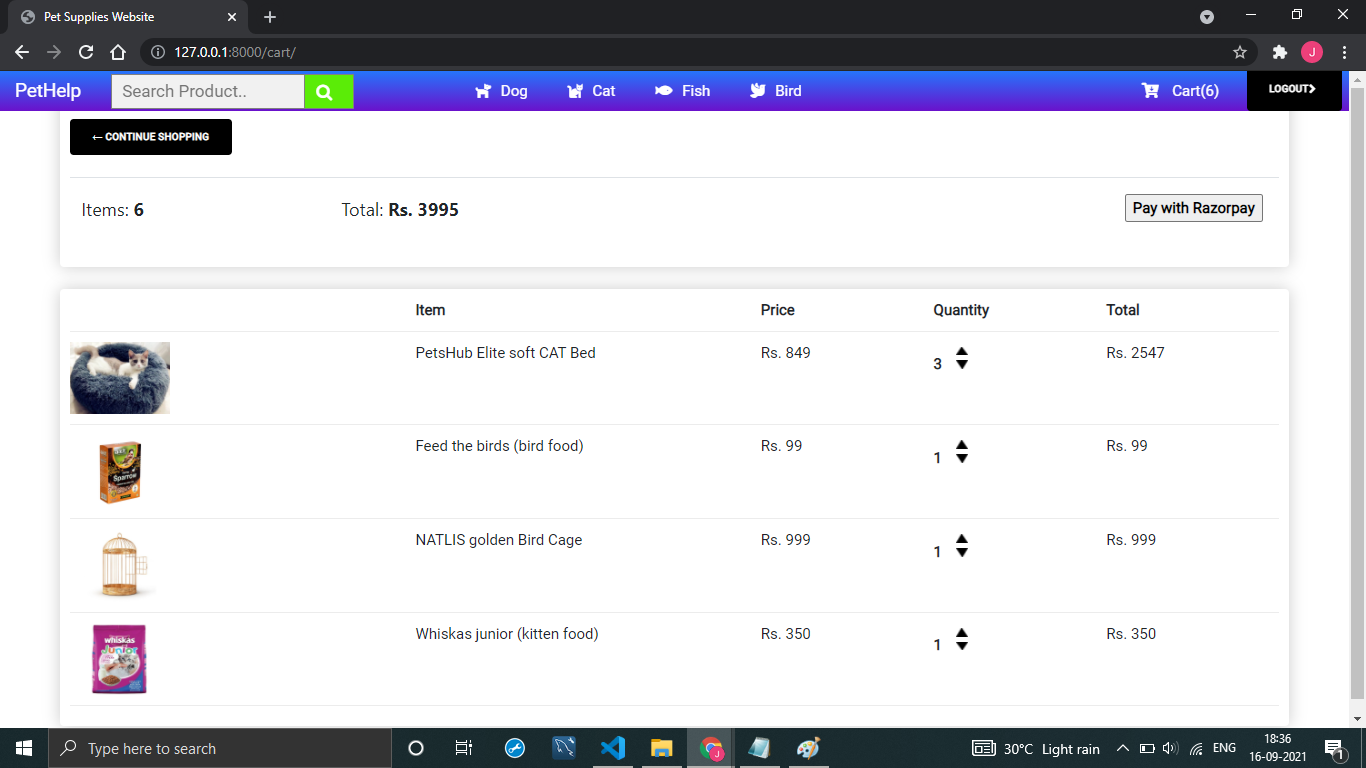 Pet Supplies Website
127.0.0.1:8000/cart/
J
PetHelp Search Product.. Dog Cat Fish Bird Cart(6) LOGOUT
← CONTINUE SHOPPING
Items: 6 Total: Rs. 3995 Pay with Razorpay
Item Price Quantity Total
PetsHub Elite soft CAT Bed Rs. 849 3 Rs. 2547
Feed the birds (bird food) Rs. 99 1 Rs. 99
Sparrow
NATLIS golden Bird Cage Rs. 999 1 Rs. 999
Whiskas junior (kitten food) Rs. 350 1 Rs. 350
whiskas
Junior
Type here to search J 30°C Light rain ENG 18:36
16-09-2021 1